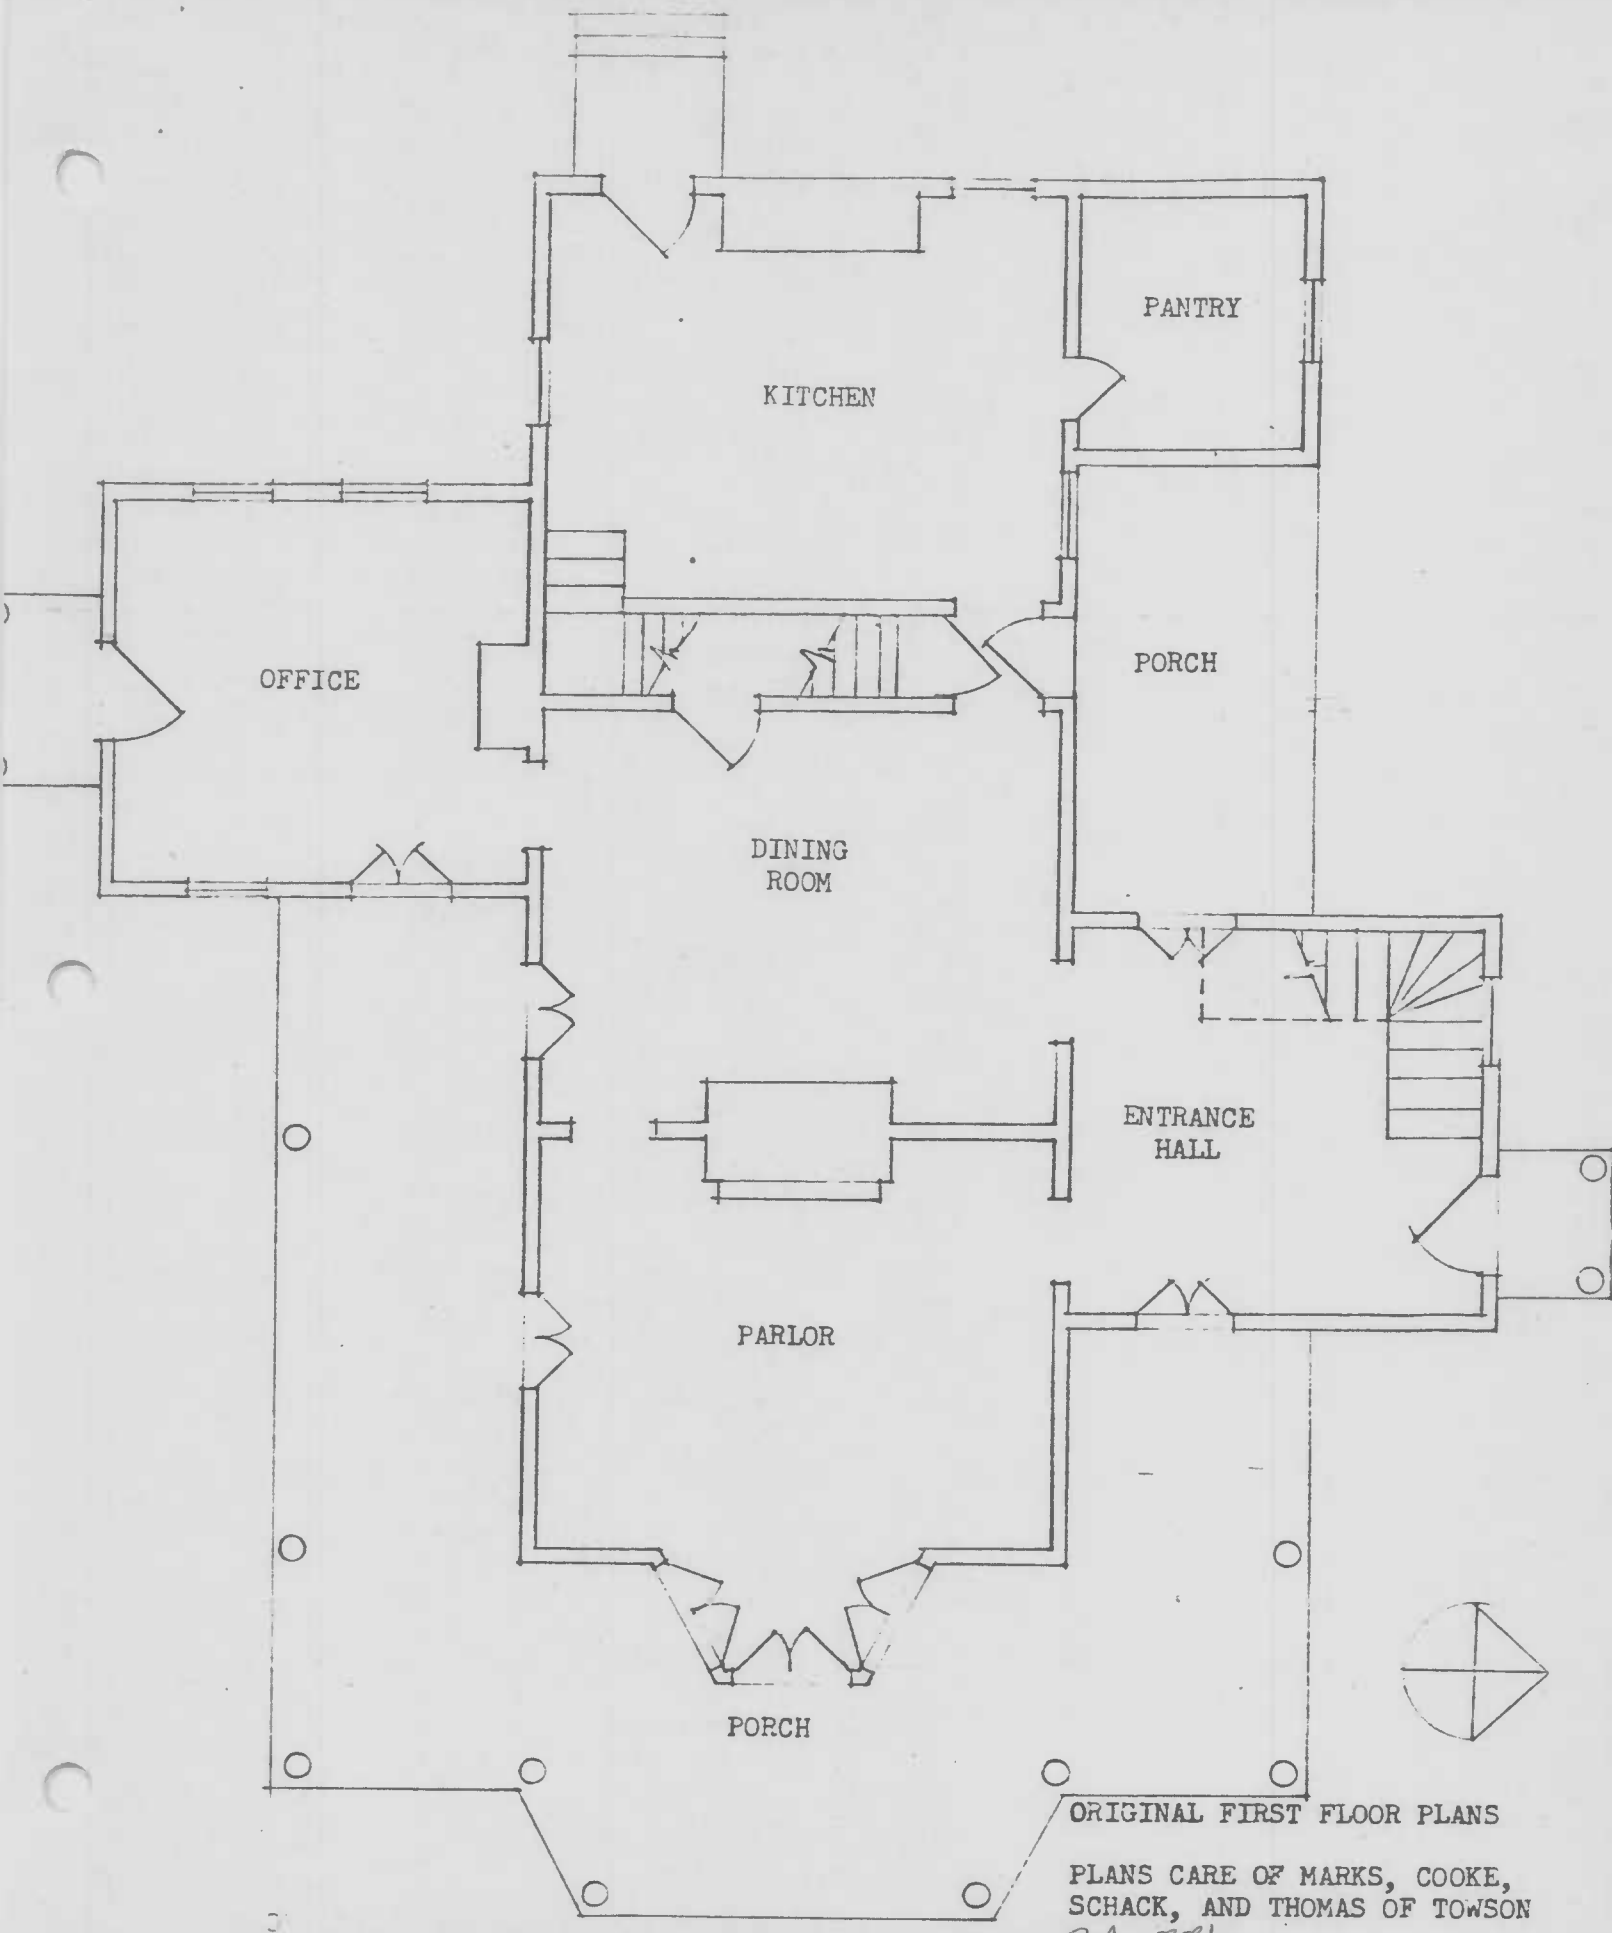 PANTRY
KITCHEN
OFFICE
PORCH
DINING
ROOM
ENTRANCE
HALL
PARLOR
PORCH
ORIGINAL FIRST FLOOR PLANS
PLANS CARE OF MARKS, COOKE,
SCHACK, AND THOMAS OF TOWSON